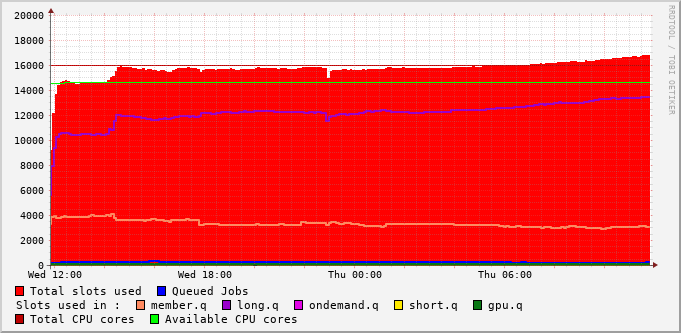 20000
18000
16000
14000
12000
10000
8000
6000
4000
2000
0
Wed 12:00 Wed 18:00 Thu 00:00 Thu 06:00
Total slots used Queued Jobs
Slots used in : member.q long.q ondemand.q short.q gpu.q
Total CPU cores Available CPU cores
RRDTOOL / TOBI OETIKER